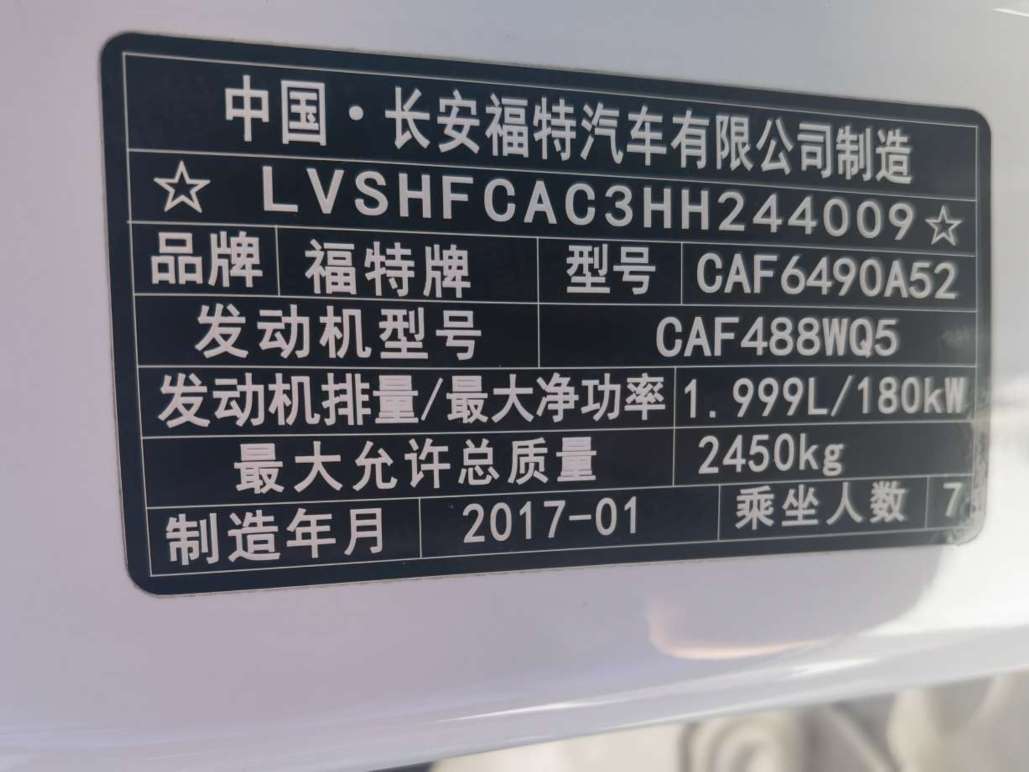 中国·长安福特汽车有限公司制造
☆ LVSHFCAC3HH244009 ☆
品牌 福特牌 型号 CAF6490A52
发动机型号 CAF488WQ5
发动机排量/最大净功率 1.999L/180kW
最大允许总质量 2450kg
制造年月 2017-01 乘坐人数 7